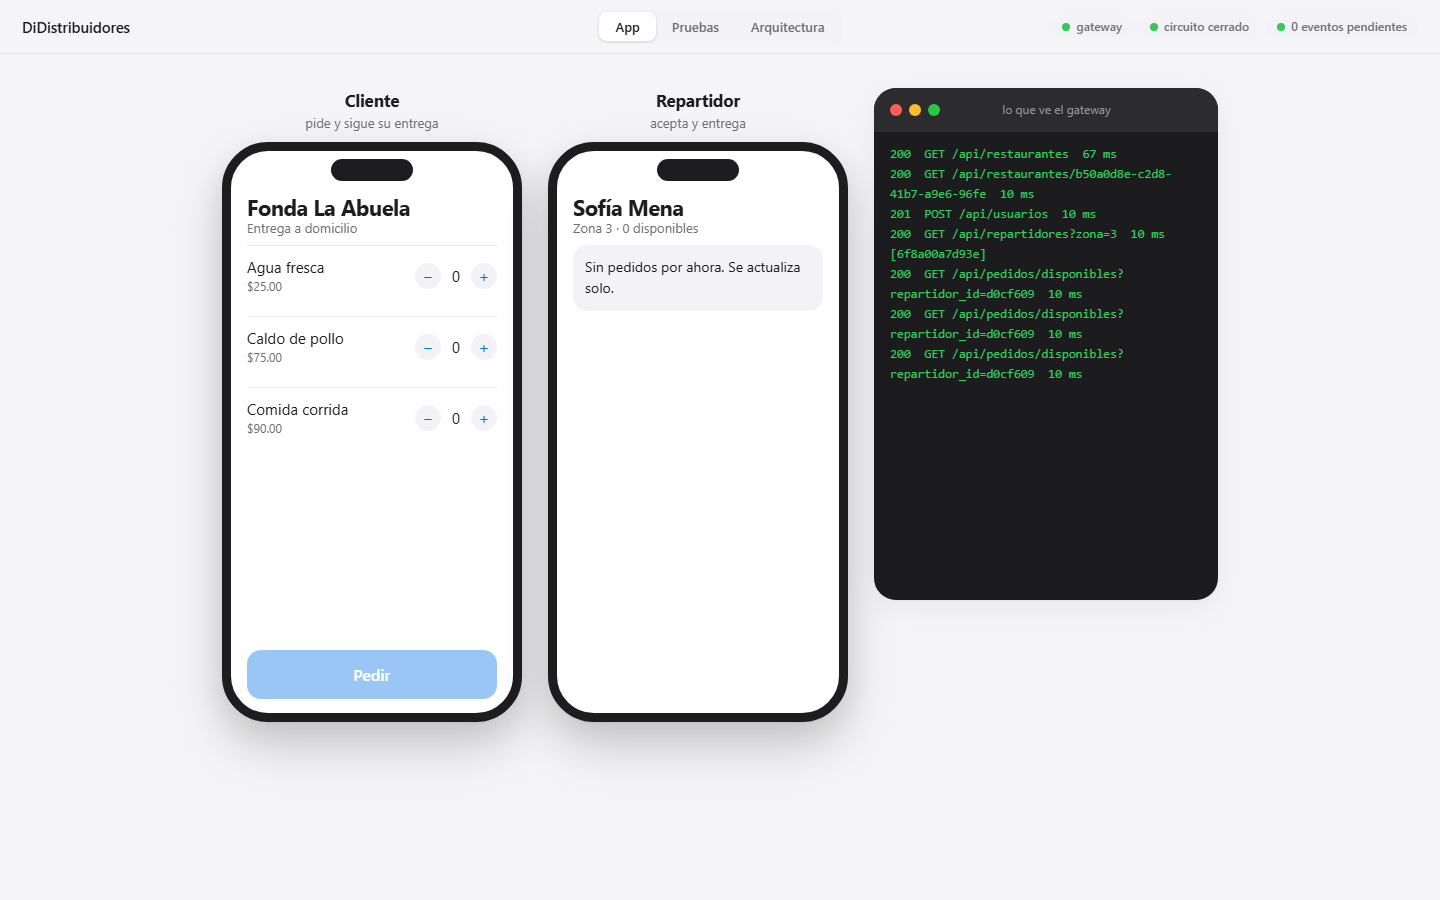 DiDistribuidores
App
Pruebas
Arquitectura
gateway
circuito cerrado
0 eventos pendientes
Cliente
pide y sigue su entrega
Fonda La Abuela
Entrega a domicilio
Agua fresca
$25.00
− 0 +
Caldo de pollo
$75.00
− 0 +
Comida corrida
$90.00
− 0 +
Pedir
Repartidor
acepta y entrega
Sofía Mena
Zona 3 · 0 disponibles
Sin pedidos por ahora. Se actualiza
solo.
lo que ve el gateway
200 GET /api/restaurantes 67 ms
200 GET /api/restaurantes/b50a0d8e-c2d8-
41b7-a9e6-96fe 10 ms
201 POST /api/usuarios 10 ms
200 GET /api/repartidores?zona=3 10 ms
[6f8a00a7d93e]
200 GET /api/pedidos/disponibles?
repartidor_id=d0cf609 10 ms
200 GET /api/pedidos/disponibles?
repartidor_id=d0cf609 10 ms
200 GET /api/pedidos/disponibles?
repartidor_id=d0cf609 10 ms